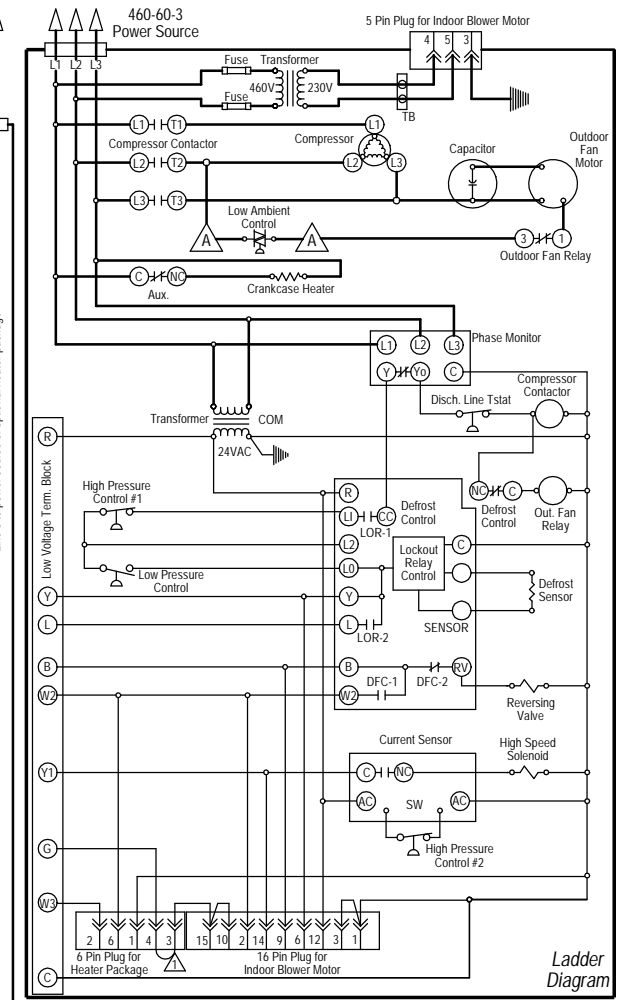 460-60-3
Power Source
L1 L2 L3
5 Pin Plug for Indoor Blower Motor
4 5 3
Fuse
Transformer
460V
230V
Fuse
TB
L1 T1
Compressor Contactor
L2 T2
L3 T3
Compressor
L1
L2 L3
Capacitor
Outdoor
Fan
Motor
Low Ambient
Control
A A
3 1
Outdoor Fan Relay
C NC
Aux.
Crankcase Heater
L1 L2 L3
Phase Monitor
Y Yo C
Disch. Line Tstat
Compressor
Contactor
Transformer
COM
24VAC
Low Voltage Term. Block
R
High Pressure
Control #1
Low Pressure
Control
R
LI CC
LOR-1
Defrost
Control
L2
L0
Lockout
Relay
Control
C
NC C
Defrost
Control
Out. Fan
Relay
Defrost
Sensor
Y
Y
L
L
LOR-2
SENSOR
B
B
DFC-1
DFC-2
RV
W2
W2
Reversing
Valve
Current Sensor
High Speed
Solenoid
Y1
C NC
AC SW AC
High Pressure
Control #2
G
W3
2 6 1 4 3
15 10 2 14 9 6 12 3 1
6 Pin Plug for
Heater Package
1
16 Pin Plug for
Indoor Blower Motor
C
Ladder
Diagram